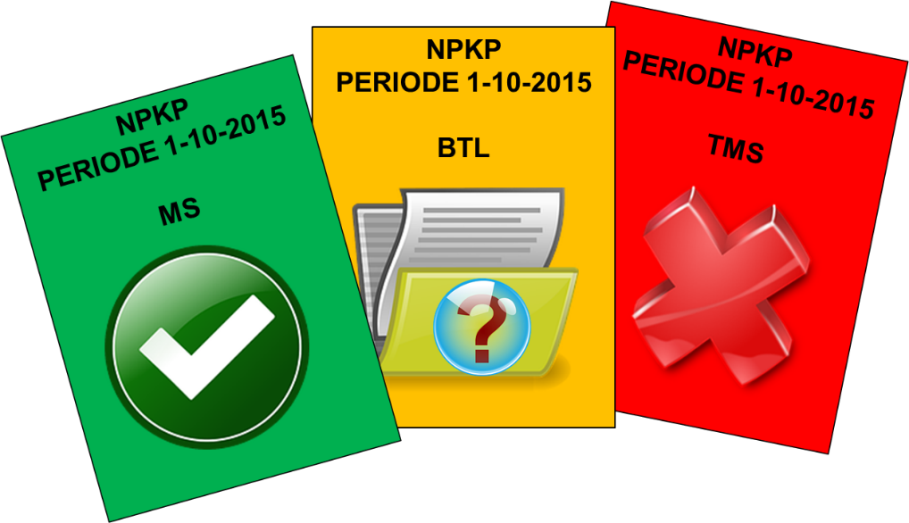 NPKP
PERIODE 1-10-2015
MS
NPKP
PERIODE 1-10-2015
BTL
?
NPKP
PERIODE 1-10-2015
TMS